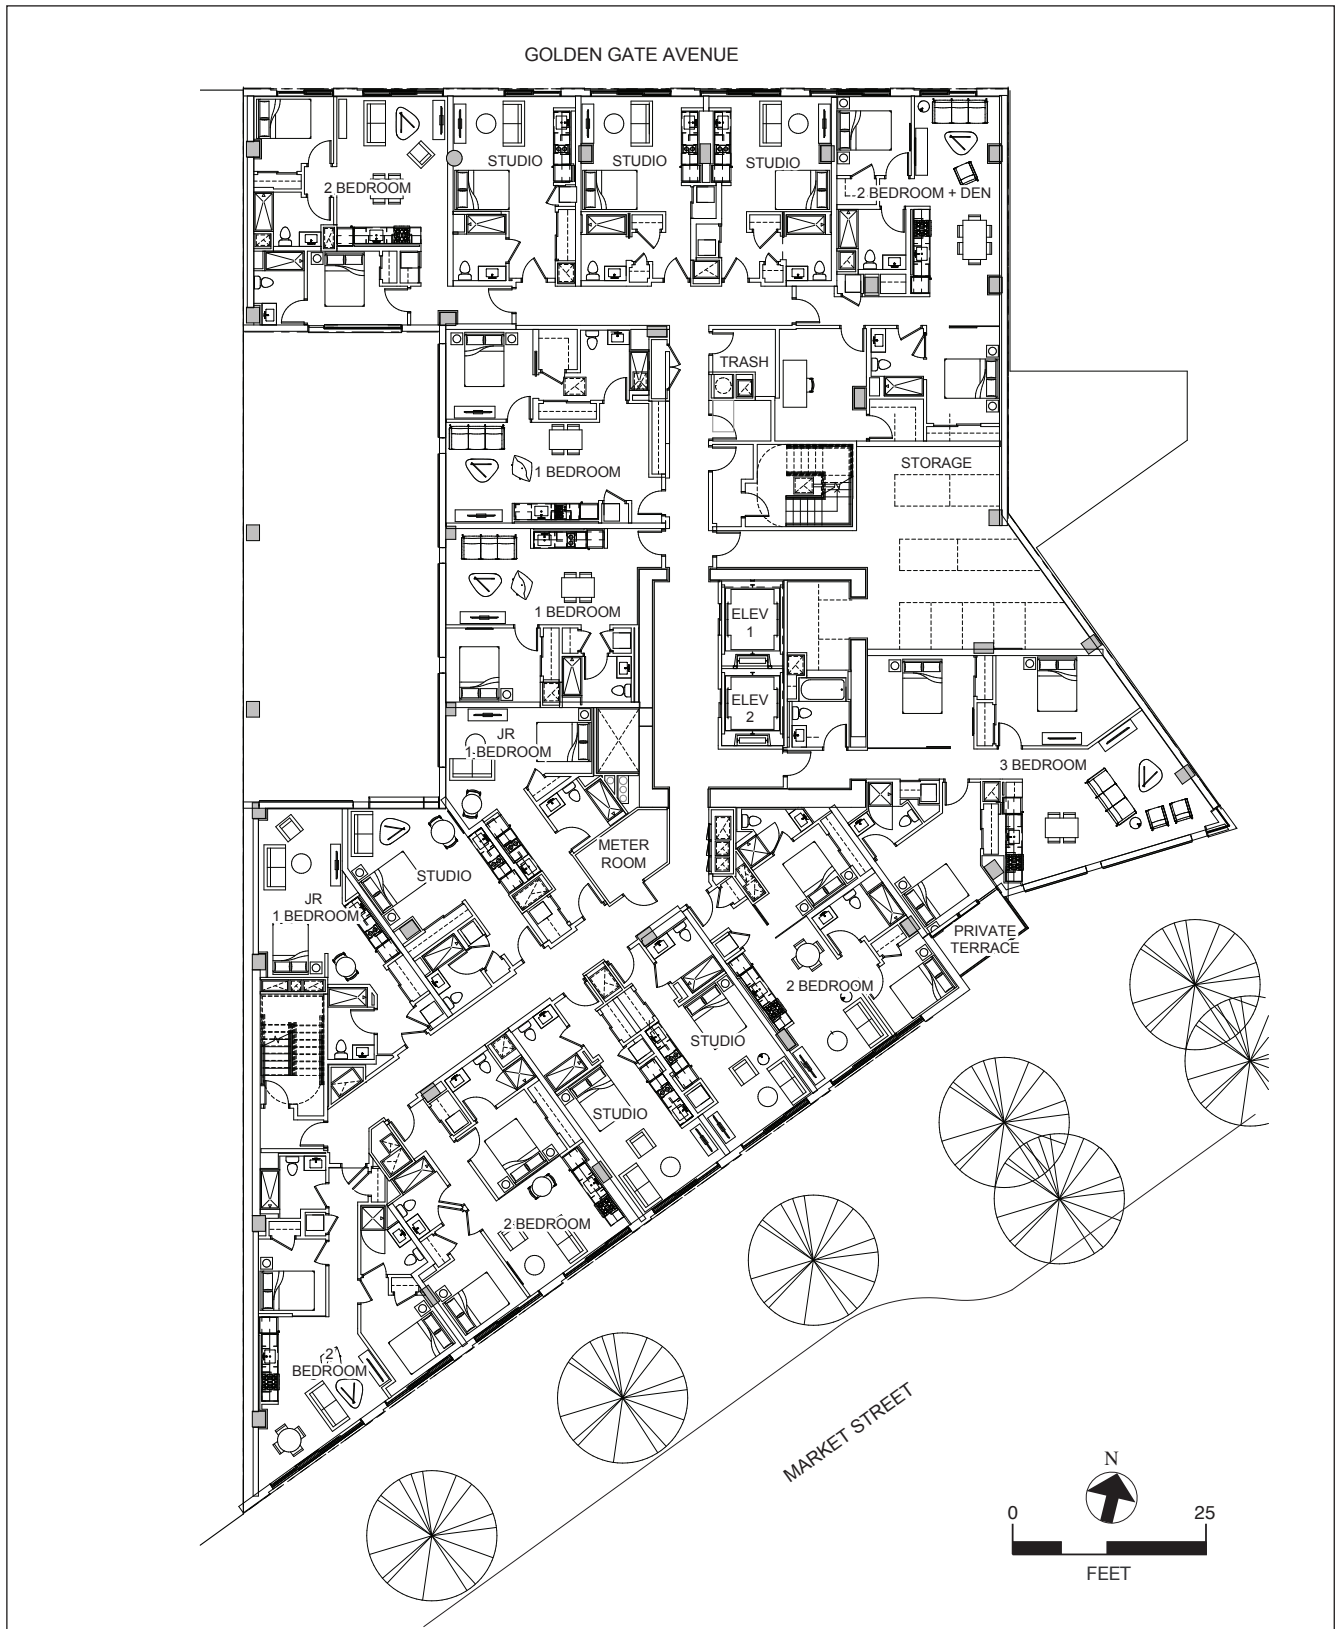 GOLDEN GATE AVENUE
STUDIO
STUDIO
STUDIO
2 BEDROOM
2 BEDROOM + DEN
TRASH
1 BEDROOM
STORAGE
1 BEDROOM
ELEV
1
ELEV
2
JR
1 BEDROOM
3 BEDROOM
METER
ROOM
STUDIO
JR
1 BEDROOM
PRIVATE
TERRACE
2 BEDROOM
STUDIO
STUDIO
2 BEDROOM
2
BEDROOM
MARKET STREET
N
0 25
FEET